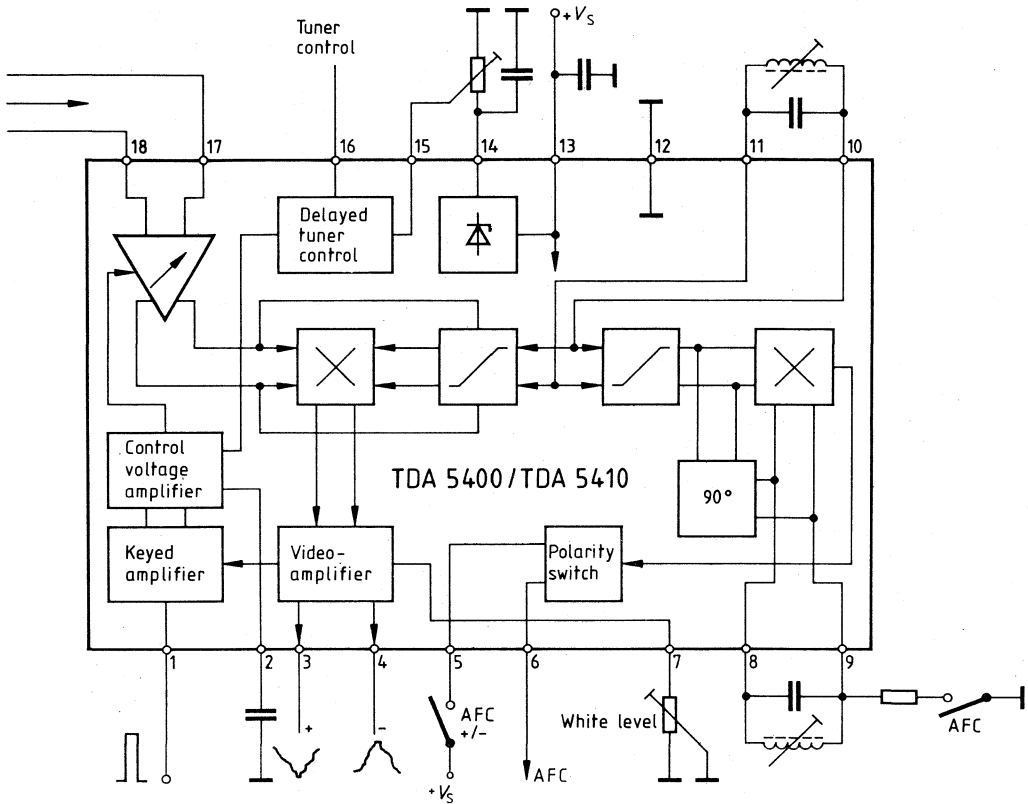 Tuner
control
+VS
18
17
16
15
14
13
12
11
10
Delayed
tuner
control
Control
voltage
amplifier
TDA 5400/TDA 5410
90°
Keyed
amplifier
Video-
amplifier
Polarity
switch
1
2
3
4
5
6
7
8
9
+
-
AFC
+/-
White level
AFC
AFC
+VS